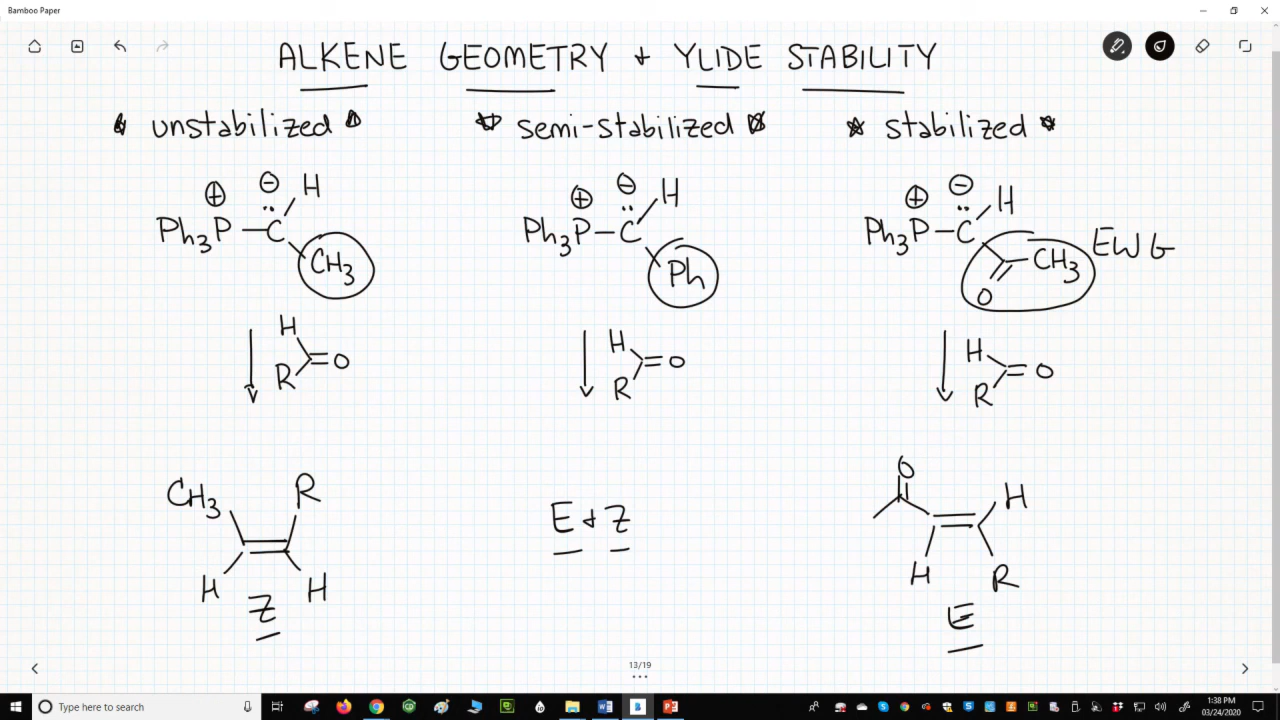 Bamboo Paper
ALKENE GEOMETRY & YLIDE STABILITY
unstabilized
semi-stabilized
stabilized
⊕ ⊖ H
Ph3P–C
CH3
⊕ ⊖ H
Ph3P–C
Ph
⊕ ⊖ H
Ph3P–C
CH3
O
EWG
H
R
=O
H
R
=O
H
R
=O
CH3 R
H H
Z
E & Z
O
H
H R
E
13/19
Type here to search
1:38 PM
03/24/2020